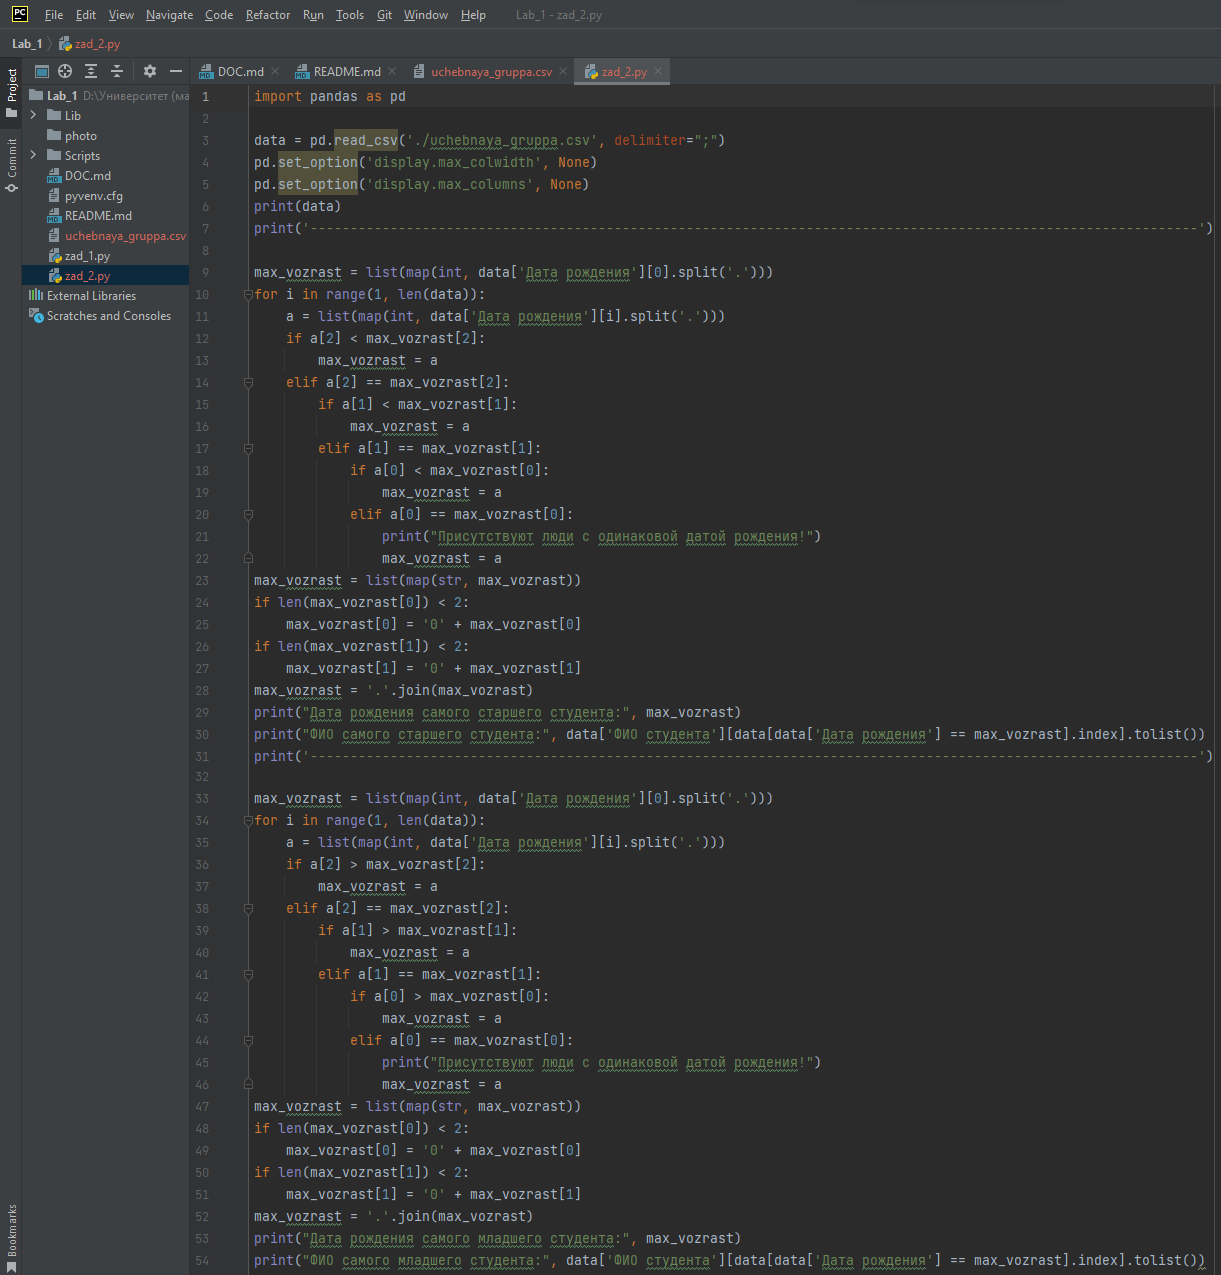 PC File Edit View Navigate Code Refactor Run Tools Git Window Help Lab_1 - zad_2.py
Lab_1 zad_2.py
Project
Commit
Bookmarks
Lab_1 D:\Университет (ма
Lib
photo
Scripts
DOC.md
pyvenv.cfg
README.md
uchebnaya_gruppa.csv
zad_1.py
zad_2.py
External Libraries
Scratches and Consoles
DOC.md README.md uchebnaya_gruppa.csv zad_2.py
1 import pandas as pd
2
3 data = pd.read_csv('./uchebnaya_gruppa.csv', delimiter=";")
4 pd.set_option('display.max_colwidth', None)
5 pd.set_option('display.max_columns', None)
6 print(data)
7 print('---------------------------------------------------------------------------------------------------------------')
8
9 max_vozrast = list(map(int, data['Дата рождения'][0].split('.')))
10 for i in range(1, len(data)):
11     a = list(map(int, data['Дата рождения'][i].split('.')))
12     if a[2] < max_vozrast[2]:
13         max_vozrast = a
14     elif a[2] == max_vozrast[2]:
15         if a[1] < max_vozrast[1]:
16             max_vozrast = a
17         elif a[1] == max_vozrast[1]:
18             if a[0] < max_vozrast[0]:
19                 max_vozrast = a
20             elif a[0] == max_vozrast[0]:
21                 print("Присутствуют люди с одинаковой датой рождения!")
22                 max_vozrast = a
23 max_vozrast = list(map(str, max_vozrast))
24 if len(max_vozrast[0]) < 2:
25     max_vozrast[0] = '0' + max_vozrast[0]
26 if len(max_vozrast[1]) < 2:
27     max_vozrast[1] = '0' + max_vozrast[1]
28 max_vozrast = '.'.join(max_vozrast)
29 print("Дата рождения самого старшего студента:", max_vozrast)
30 print("ФИО самого старшего студента:", data['ФИО студента'][data[data['Дата рождения'] == max_vozrast].index].tolist())
31 print('---------------------------------------------------------------------------------------------------------------')
32
33 max_vozrast = list(map(int, data['Дата рождения'][0].split('.')))
34 for i in range(1, len(data)):
35     a = list(map(int, data['Дата рождения'][i].split('.')))
36     if a[2] > max_vozrast[2]:
37         max_vozrast = a
38     elif a[2] == max_vozrast[2]:
39         if a[1] > max_vozrast[1]:
40             max_vozrast = a
41         elif a[1] == max_vozrast[1]:
42             if a[0] > max_vozrast[0]:
43                 max_vozrast = a
44             elif a[0] == max_vozrast[0]:
45                 print("Присутствуют люди с одинаковой датой рождения!")
46                 max_vozrast = a
47 max_vozrast = list(map(str, max_vozrast))
48 if len(max_vozrast[0]) < 2:
49     max_vozrast[0] = '0' + max_vozrast[0]
50 if len(max_vozrast[1]) < 2:
51     max_vozrast[1] = '0' + max_vozrast[1]
52 max_vozrast = '.'.join(max_vozrast)
53 print("Дата рождения самого младшего студента:", max_vozrast)
54 print("ФИО самого младшего студента:", data['ФИО студента'][data[data['Дата рождения'] == max_vozrast].index].tolist())